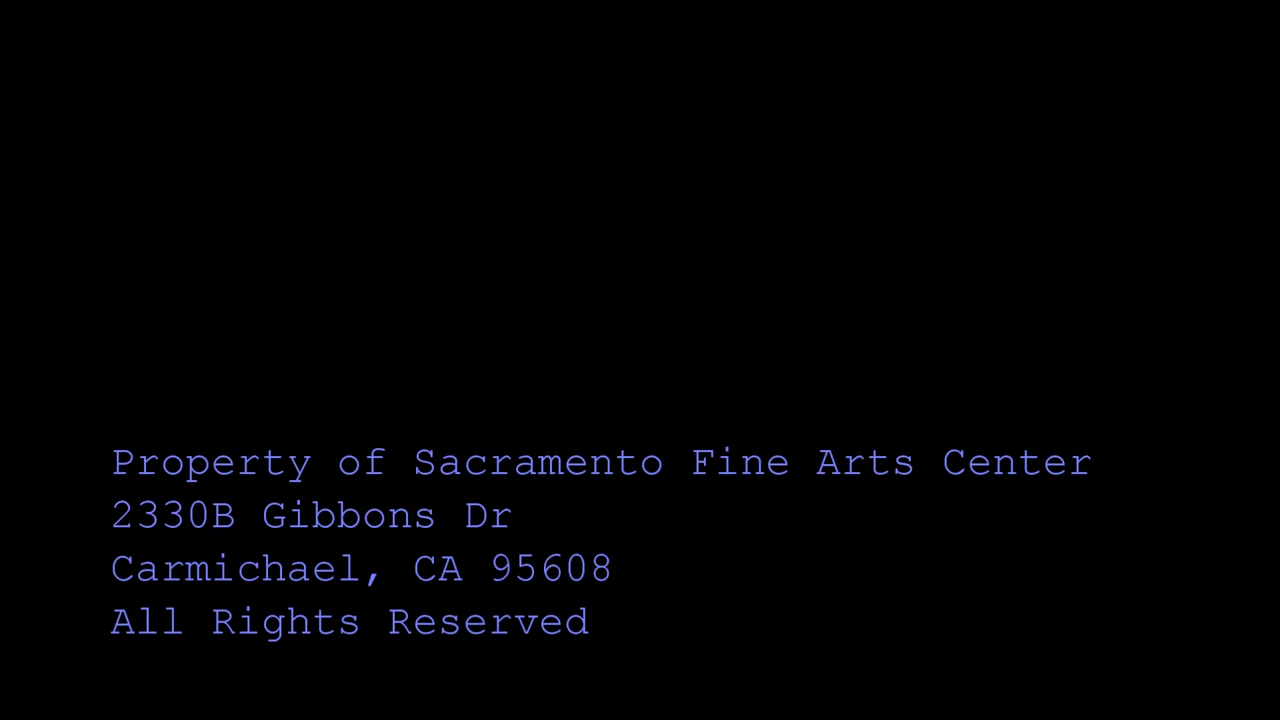 Property of Sacramento Fine Arts Center
2330B Gibbons Dr
Carmichael, CA 95608
All Rights Reserved